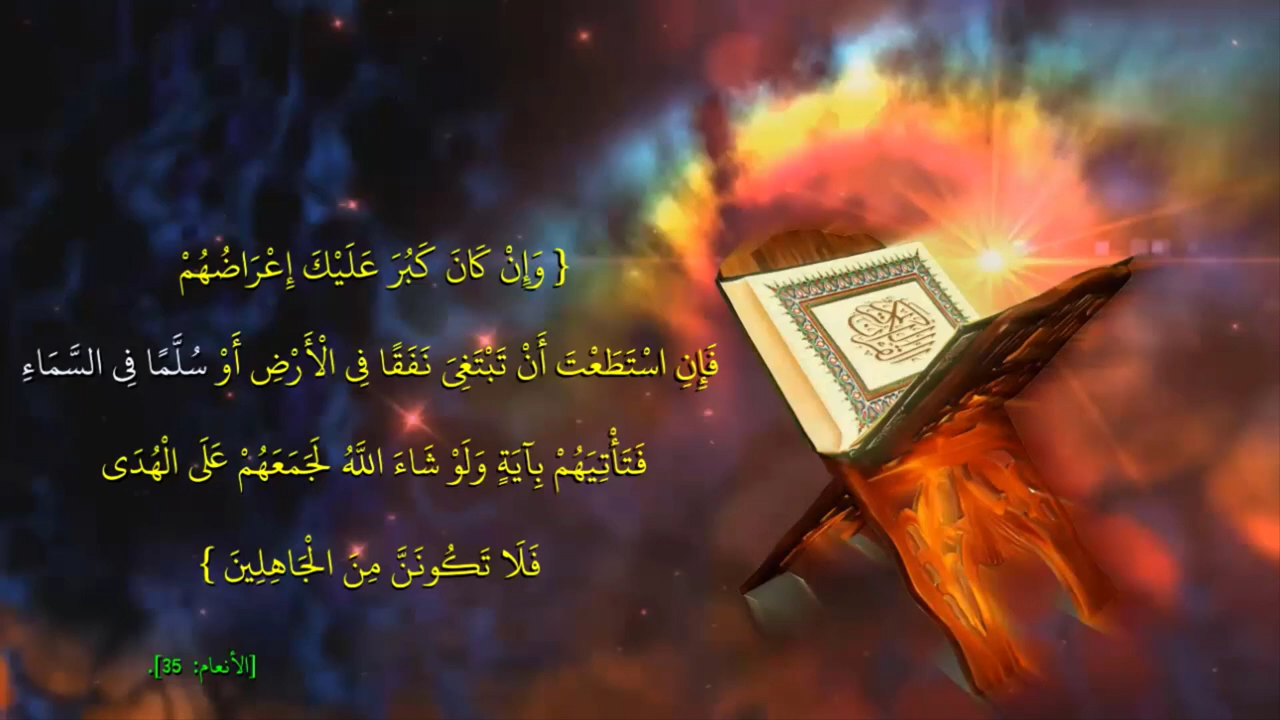 { وَإِنْ كَانَ كَبُرَ عَلَيْكَ إِعْرَاضُهُمْ
فَإِنِ اسْتَطَعْتَ أَنْ تَبْتَغِيَ نَفَقًا فِي الْأَرْضِ أَوْ سُلَّمًا فِي السَّمَاءِ
فَتَأْتِيَهُمْ بِآيَةٍ وَلَوْ شَاءَ اللَّهُ لَجَمَعَهُمْ عَلَى الْهُدَى
فَلَا تَكُونَنَّ مِنَ الْجَاهِلِينَ }
[الأنعام: 35].